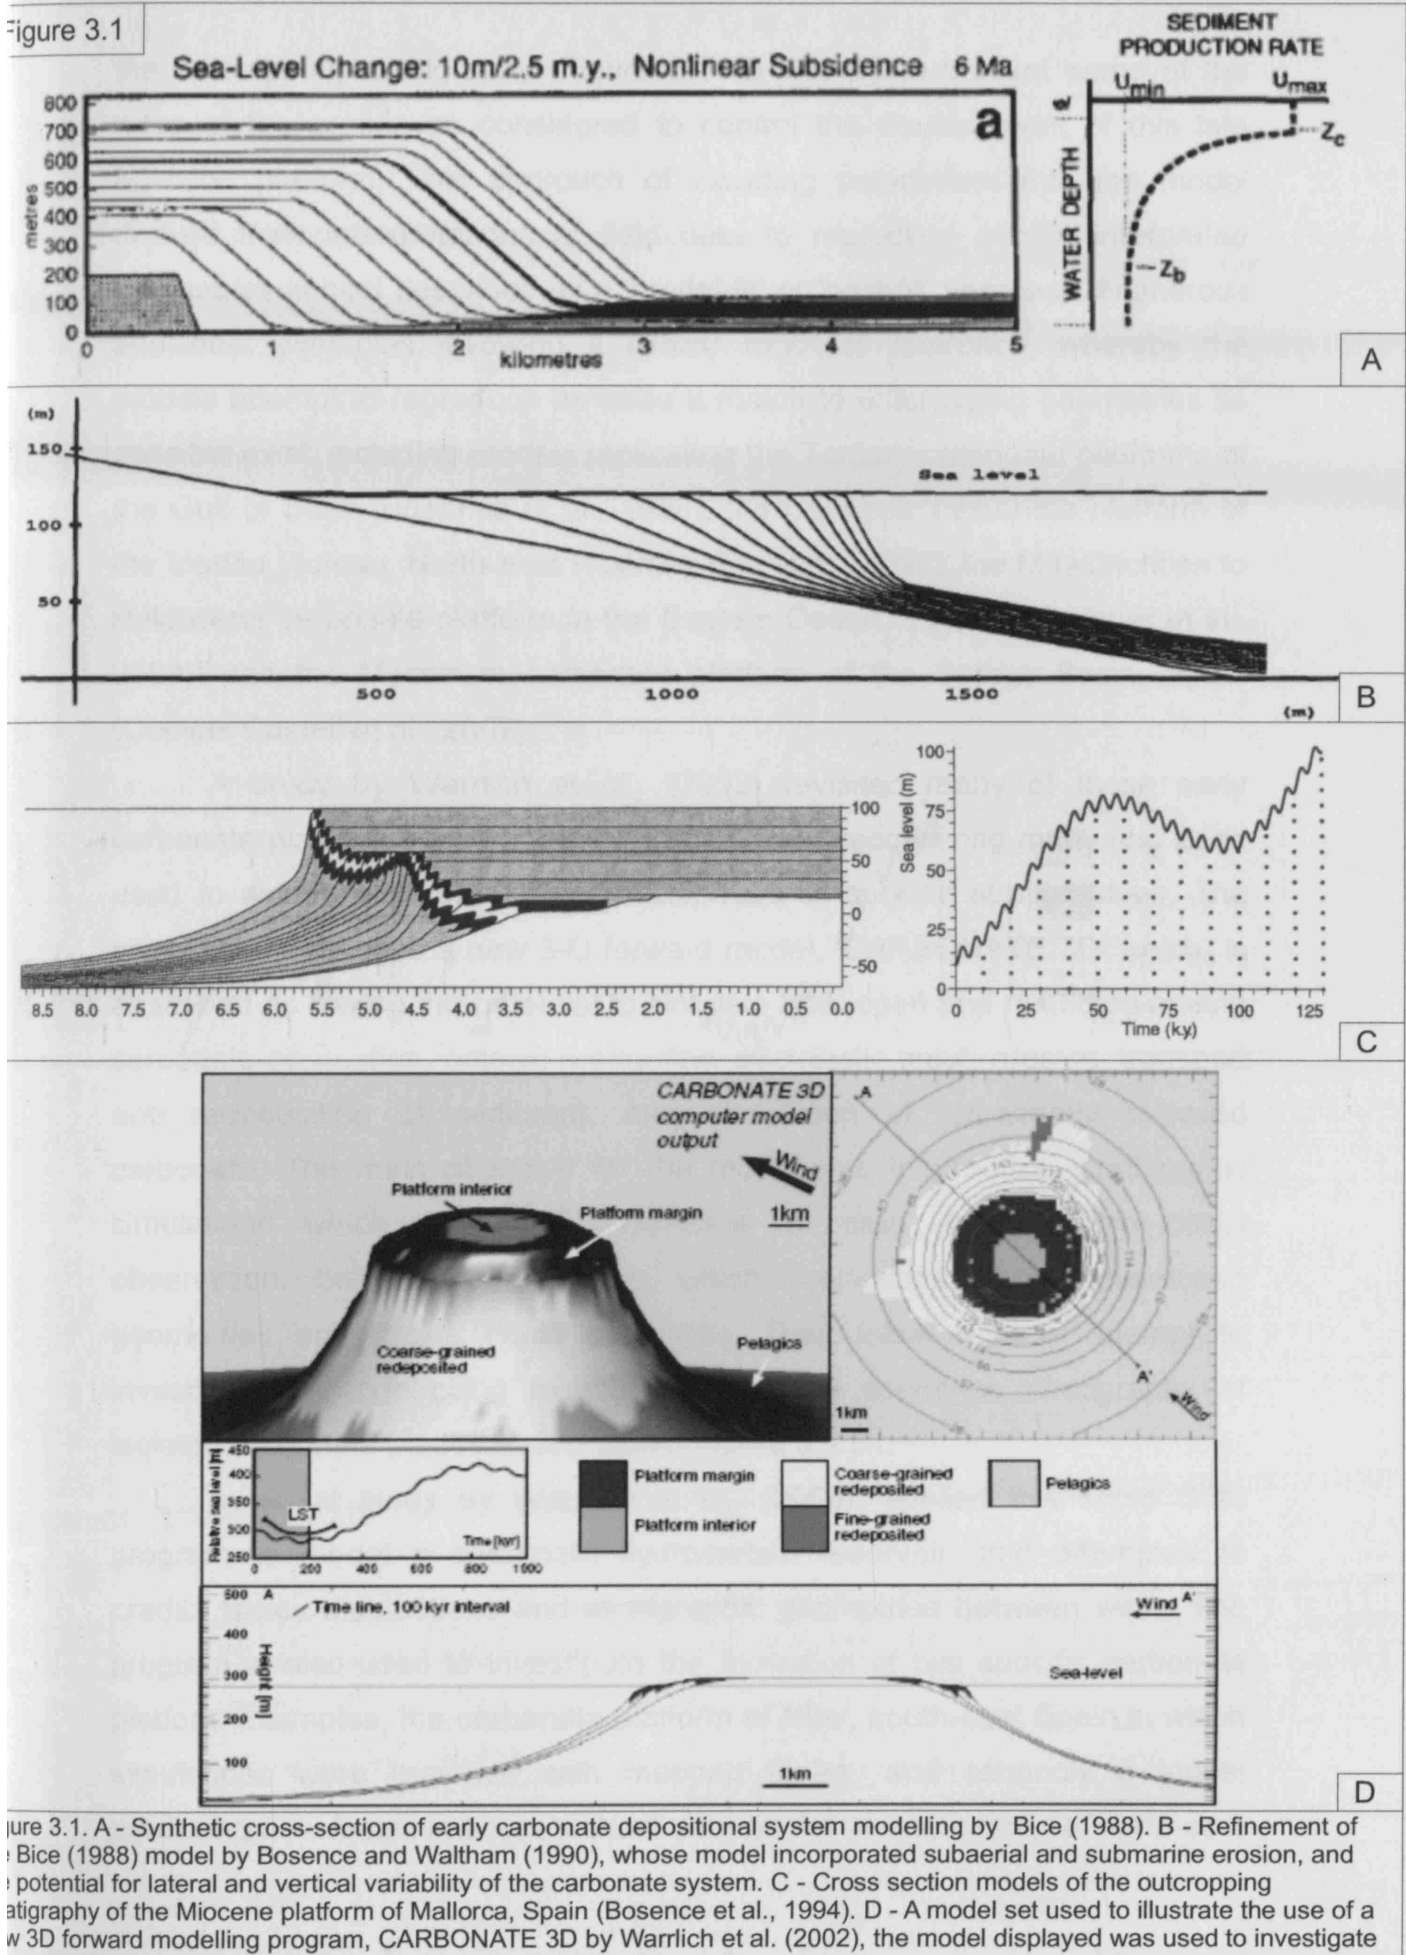 Figure 3.1
Sea-Level Change: 10m/2.5 m.y., Nonlinear Subsidence 6 Ma
a
metres
800
700
600
500
400
300
200
100
0
0 1 2 3 4 5
kilometres
SEDIMENT
PRODUCTION RATE
Umin Umax
Zc
Zb
WATER DEPTH
A
(m)
150
100
50
Sea level
500 1000 1500
(m)
B
100
50
0
-50
8.5 8.0 7.5 7.0 6.5 6.0 5.5 5.0 4.5 4.0 3.5 3.0 2.5 2.0 1.5 1.0 0.5 0.0
Sea level (m)
100
75
50
25
0
0 25 50 75 100 125
Time (k.y.)
C
CARBONATE 3D
computer model
output
Wind
1km
Platform interior
Platform margin
Coarse-grained
redeposited
Pelagics
A
A'
Wind
1km
Relative sea level [m]
450
400
350
300
250
LST
Time [kyr]
0 200 400 600 800 1000
Platform margin
Platform interior
Coarse-grained
redeposited
Fine-grained
redeposited
Pelagics
500
400
300
200
100
A
Time line, 100 kyr interval
Height [m]
Wind A'
Sea-level
1km
D
ure 3.1. A - Synthetic cross-section of early carbonate depositional system modelling by Bice (1988). B - Refinement of
Bice (1988) model by Bosence and Waltham (1990), whose model incorporated subaerial and submarine erosion, and
potential for lateral and vertical variability of the carbonate system. C - Cross section models of the outcropping
atigraphy of the Miocene platform of Mallorca, Spain (Bosence et al., 1994). D - A model set used to illustrate the use of a
w 3D forward modelling program, CARBONATE 3D by Warrlich et al. (2002), the model displayed was used to investigate